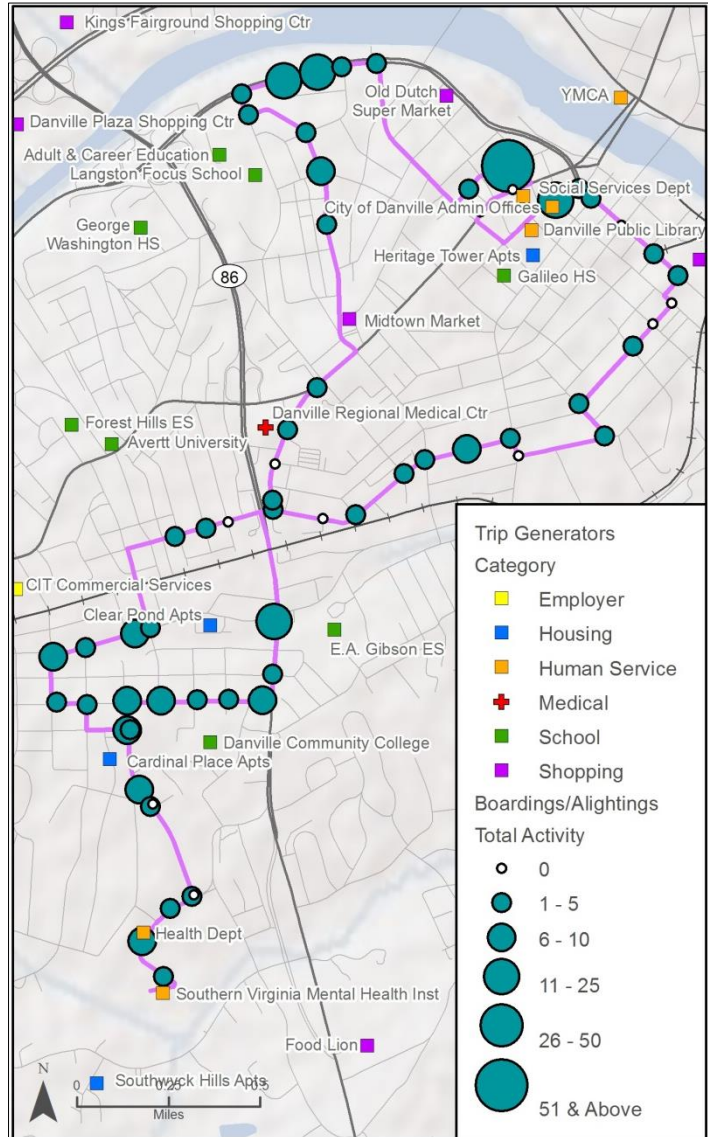 Kings Fairground Shopping Ctr
Old Dutch
Super Market
YMCA
Danville Plaza Shopping Ctr
Adult & Career Education
Langston Focus School
Social Services Dept
City of Danville Admin Offices
George
Washington HS
Danville Public Library
Heritage Tower Apts
Galileo HS
86
Midtown Market
Danville Regional Medical Ctr
Forest Hills ES
Avertt University
CIT Commercial Services
Clear Pond Apts
E.A. Gibson ES
Danville Community College
Cardinal Place Apts
Health Dept
Southern Virginia Mental Health Inst
Food Lion
Southwyck Hills Apts
N
0 0.25 0.5
Miles
Trip Generators
Category
Employer
Housing
Human Service
Medical
School
Shopping
Boardings/Alightings
Total Activity
0
1 - 5
6 - 10
11 - 25
26 - 50
51 & Above